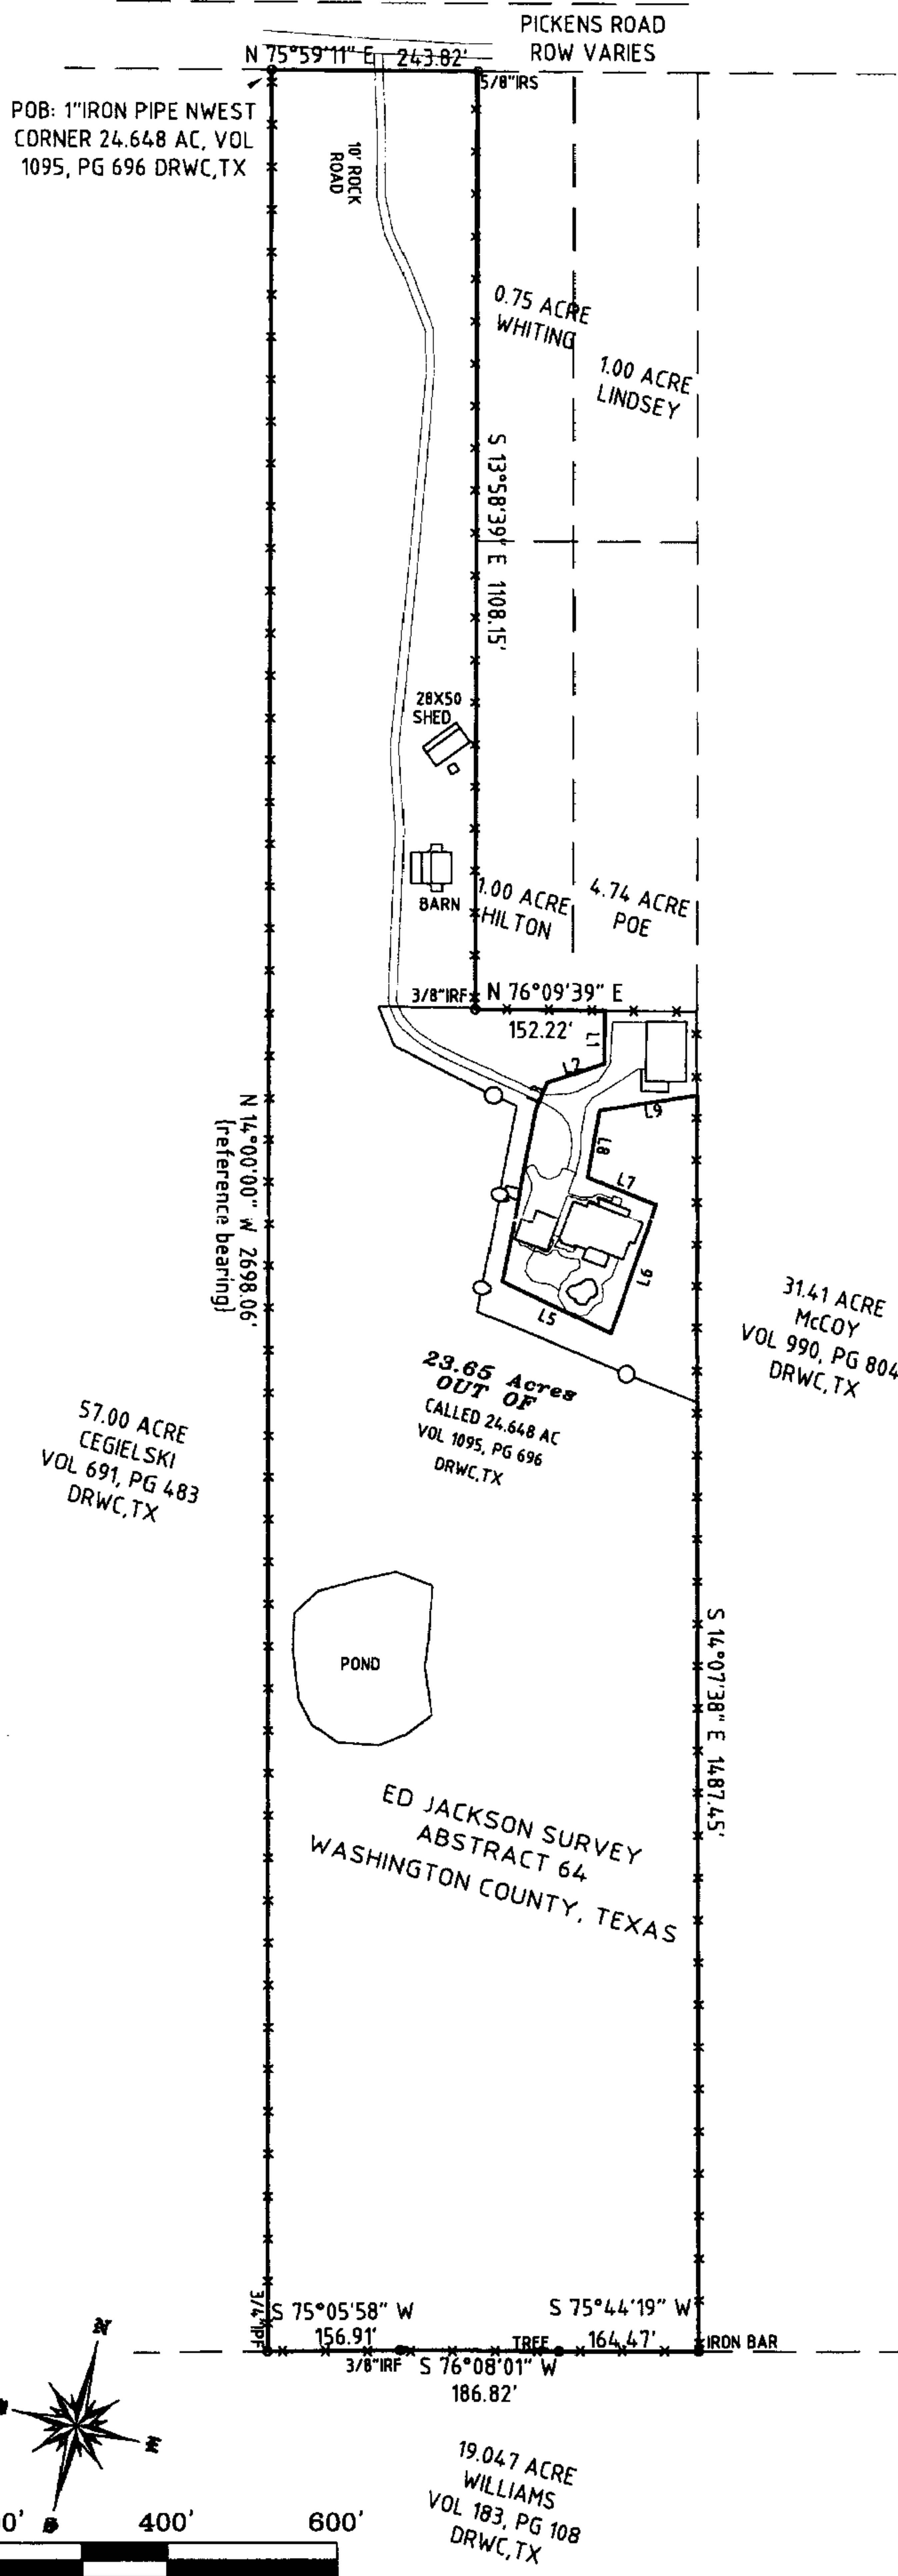 PICKENS ROAD
ROW VARIES
N 75°59'11" E 243.82'
5/8"IRS
POB: 1"IRON PIPE NWEST
CORNER 24.648 AC, VOL
1095, PG 696 DRWC,TX
10' ROCK
ROAD
0.75 ACRE
WHITING
1.00 ACRE
LINDSEY
S 13°58'39" E 1108.15'
28X50
SHED
BARN
1.00 ACRE
HILTON
4.74 ACRE
POE
3/8"IRF
N 76°09'39" E
152.22'
L1
L2
L9
L8
L7
L6
L5
N 14°00'00" W 2698.06'
{reference bearing}
31.41 ACRE
McCOY
VOL 990, PG 804
DRWC,TX
23.65 Acres
OUT OF
CALLED 24.648 AC
VOL 1095, PG 696
DRWC,TX
57.00 ACRE
CEGIELSKI
VOL 691, PG 483
DRWC,TX
POND
S 14°07'38" E 1487.45'
ED JACKSON SURVEY
ABSTRACT 64
WASHINGTON COUNTY, TEXAS
3/4"IPF
S 75°05'58" W
156.91'
S 75°44'19" W
164.47'
TREE
IRON BAR
3/8"IRF
S 76°08'01" W
186.82'
N
E
S
19.047 ACRE
WILLIAMS
VOL 183, PG 108
DRWC,TX
0'
400'
600'